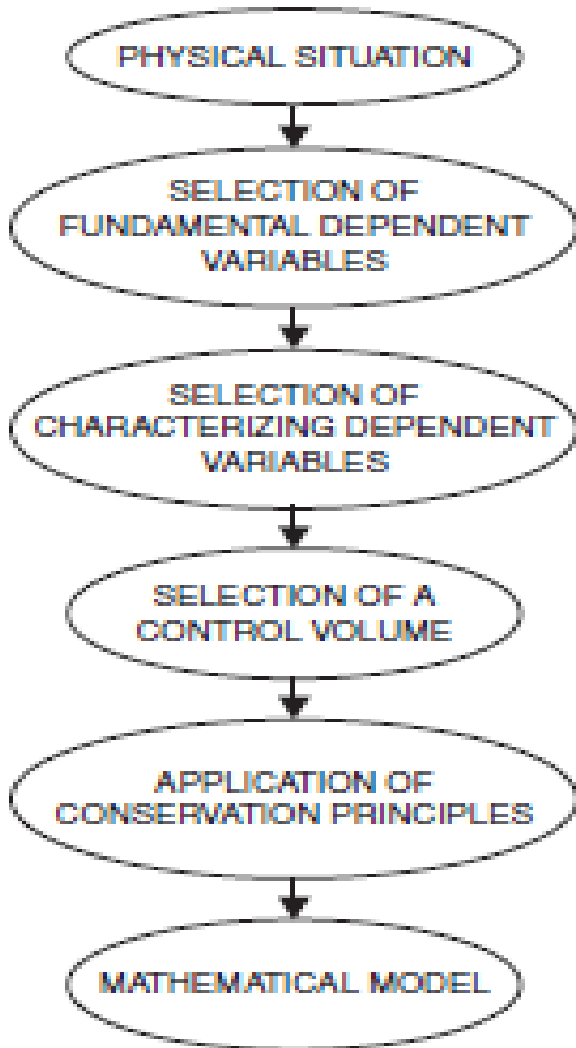 PHYSICAL SITUATION
SELECTION OF
FUNDAMENTAL DEPENDENT
VARIABLES
SELECTION OF
CHARACTERIZING DEPENDENT
VARIABLES
SELECTION OF A
CONTROL VOLUME
APPLICATION OF
CONSERVATION PRINCIPLES
MATHEMATICAL MODEL